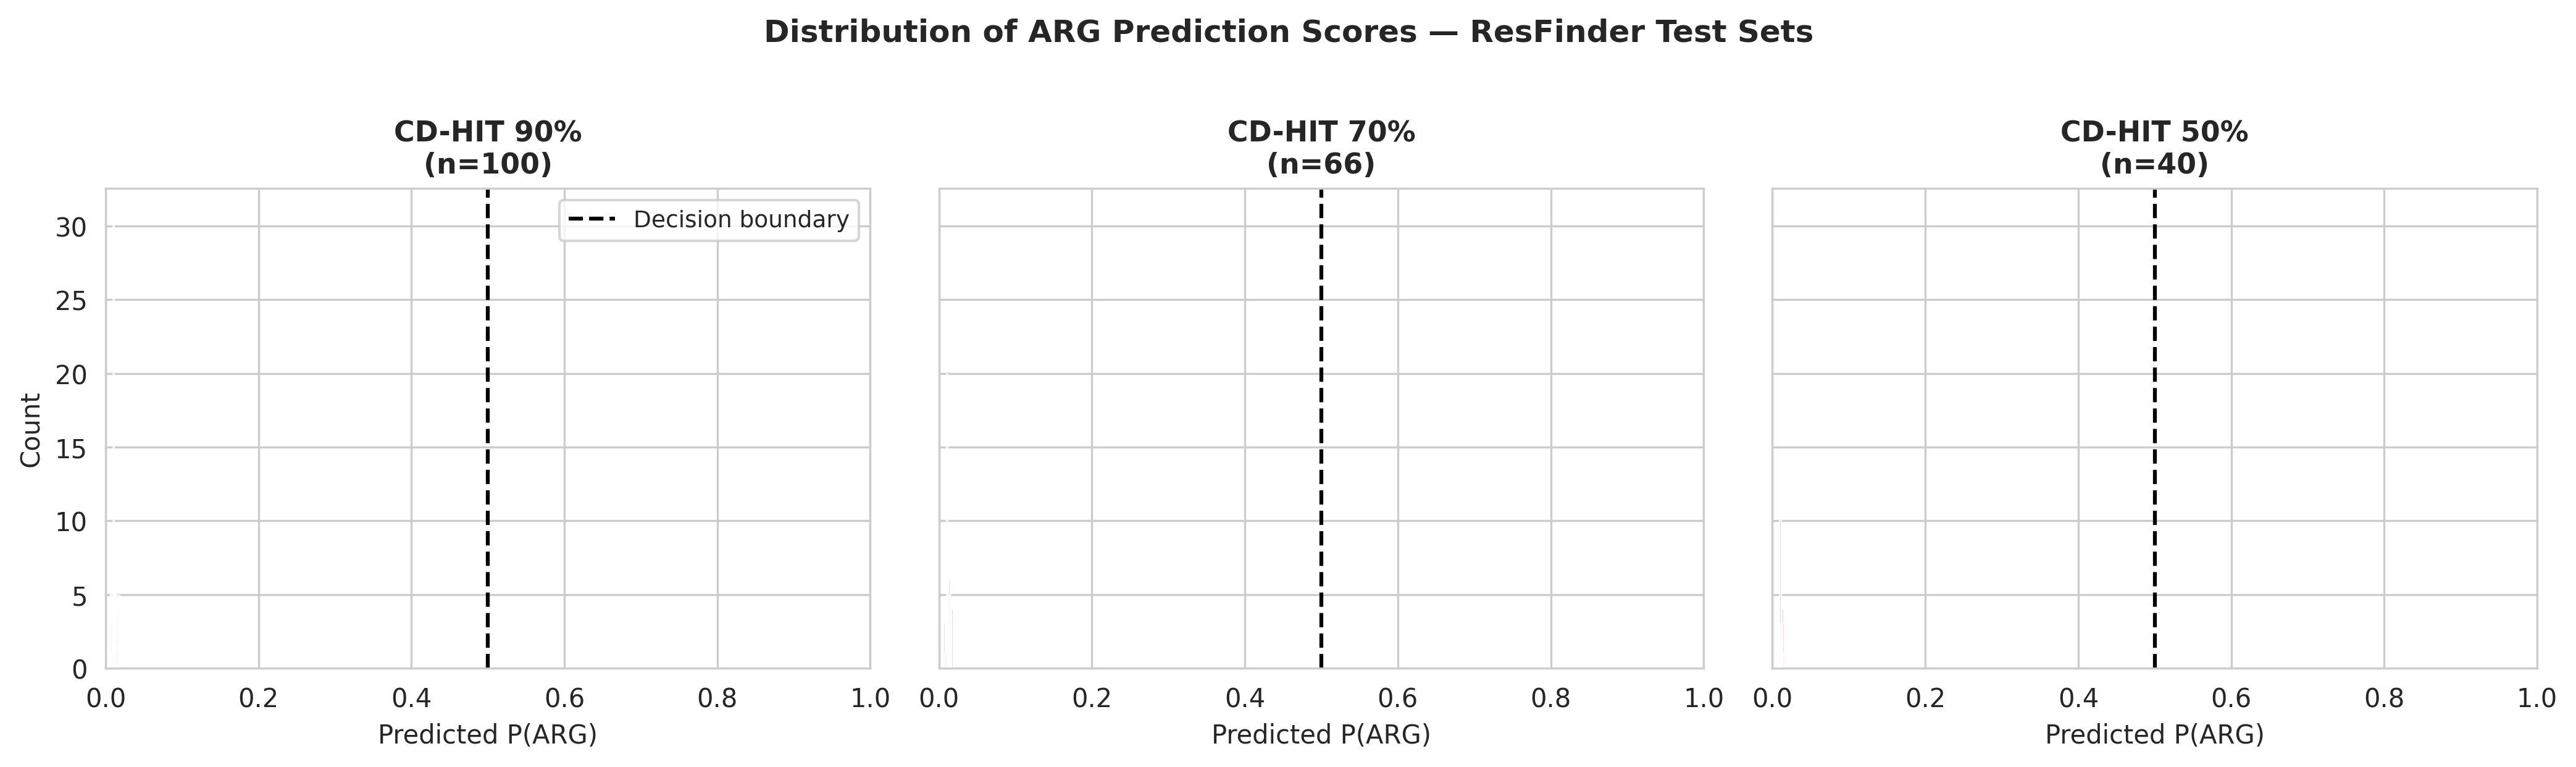 Distribution of ARG Prediction Scores — ResFinder Test Sets
CD-HIT 90%
(n=100)
Decision boundary
30
25
20
15
10
5
0
Count
0.0 0.2 0.4 0.6 0.8 1.0
Predicted P(ARG)
CD-HIT 70%
(n=66)
0.0 0.2 0.4 0.6 0.8 1.0
Predicted P(ARG)
CD-HIT 50%
(n=40)
0.0 0.2 0.4 0.6 0.8 1.0
Predicted P(ARG)